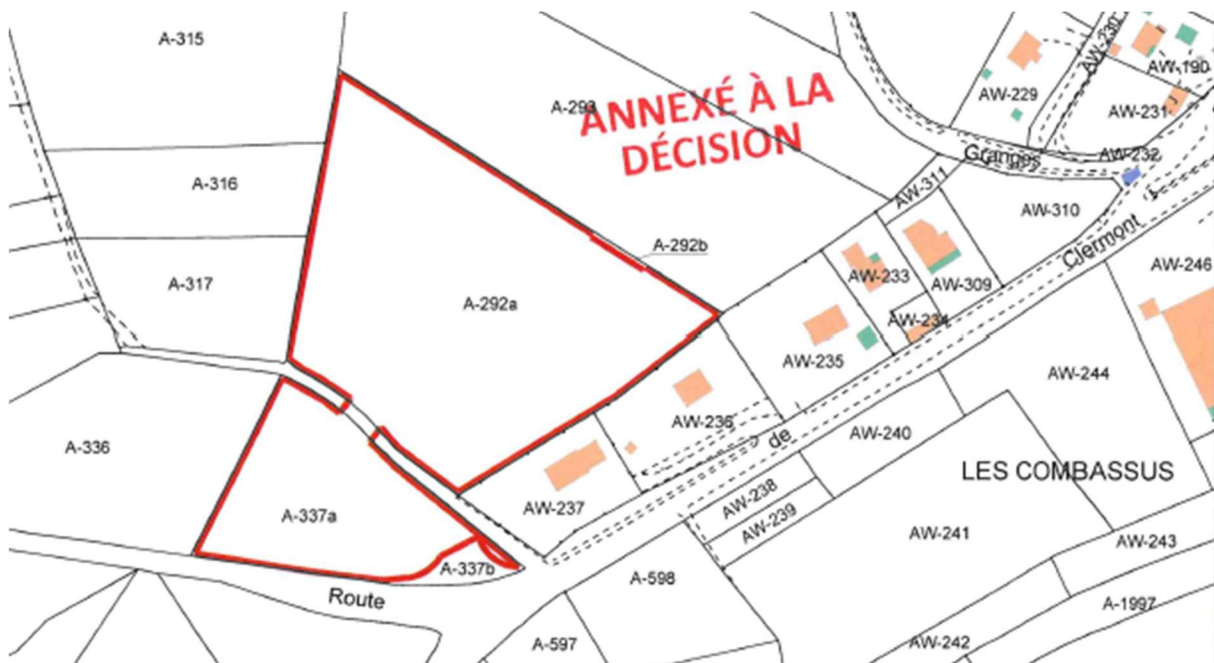 A-315
A-293
ANNEXÉ À LA
DÉCISION
AW-229
AW-230
AW-190
AW-231
AW-232
Granges
A-316
AW-311
AW-310
A-292b
Clermont
A-317
A-292a
AW-233
AW-309
AW-246
AW-234
AW-235
AW-244
A-336
AW-236
de
AW-240
LES COMBASSUS
AW-237
AW-238
AW-239
A-337a
AW-241
AW-243
A-337b
A-598
Route
A-1997
A-597
AW-242